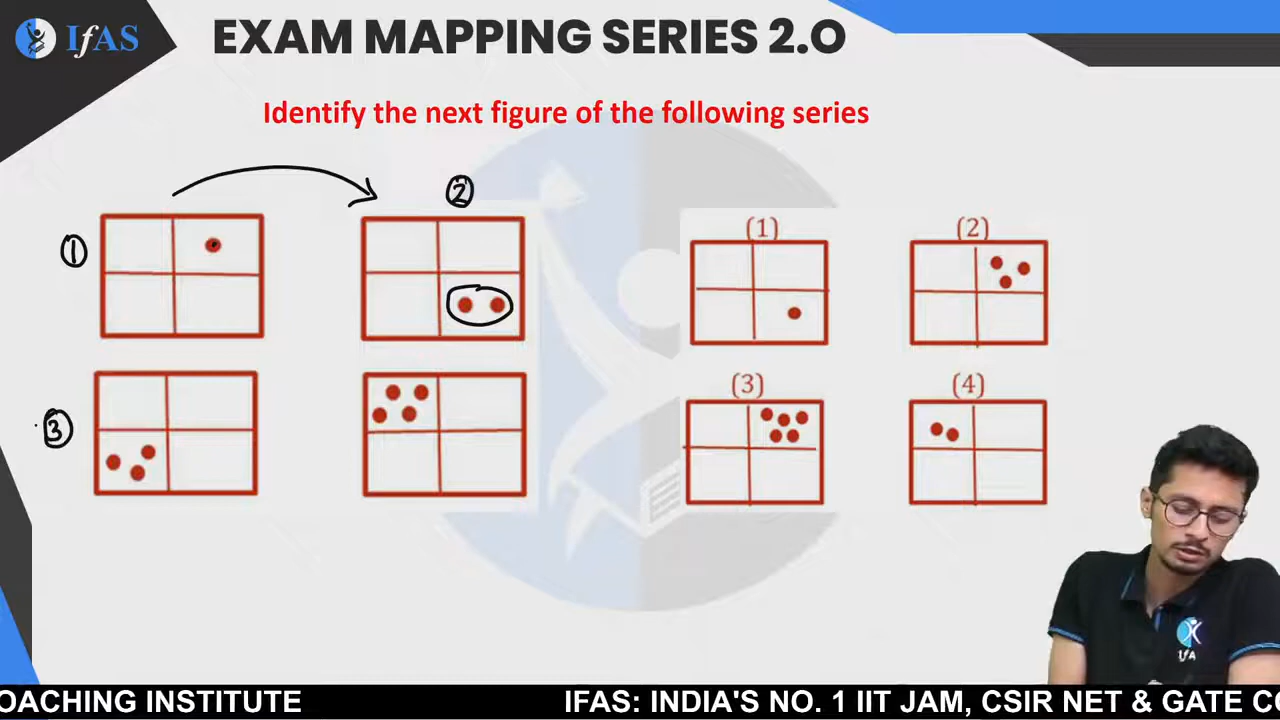 IfAS
EXAM MAPPING SERIES 2.O
Identify the next figure of the following series
①
②
③
(1)
(2)
(3)
(4)
OACHING INSTITUTE
IFAS: INDIA'S NO. 1 IIT JAM, CSIR NET & GATE CO